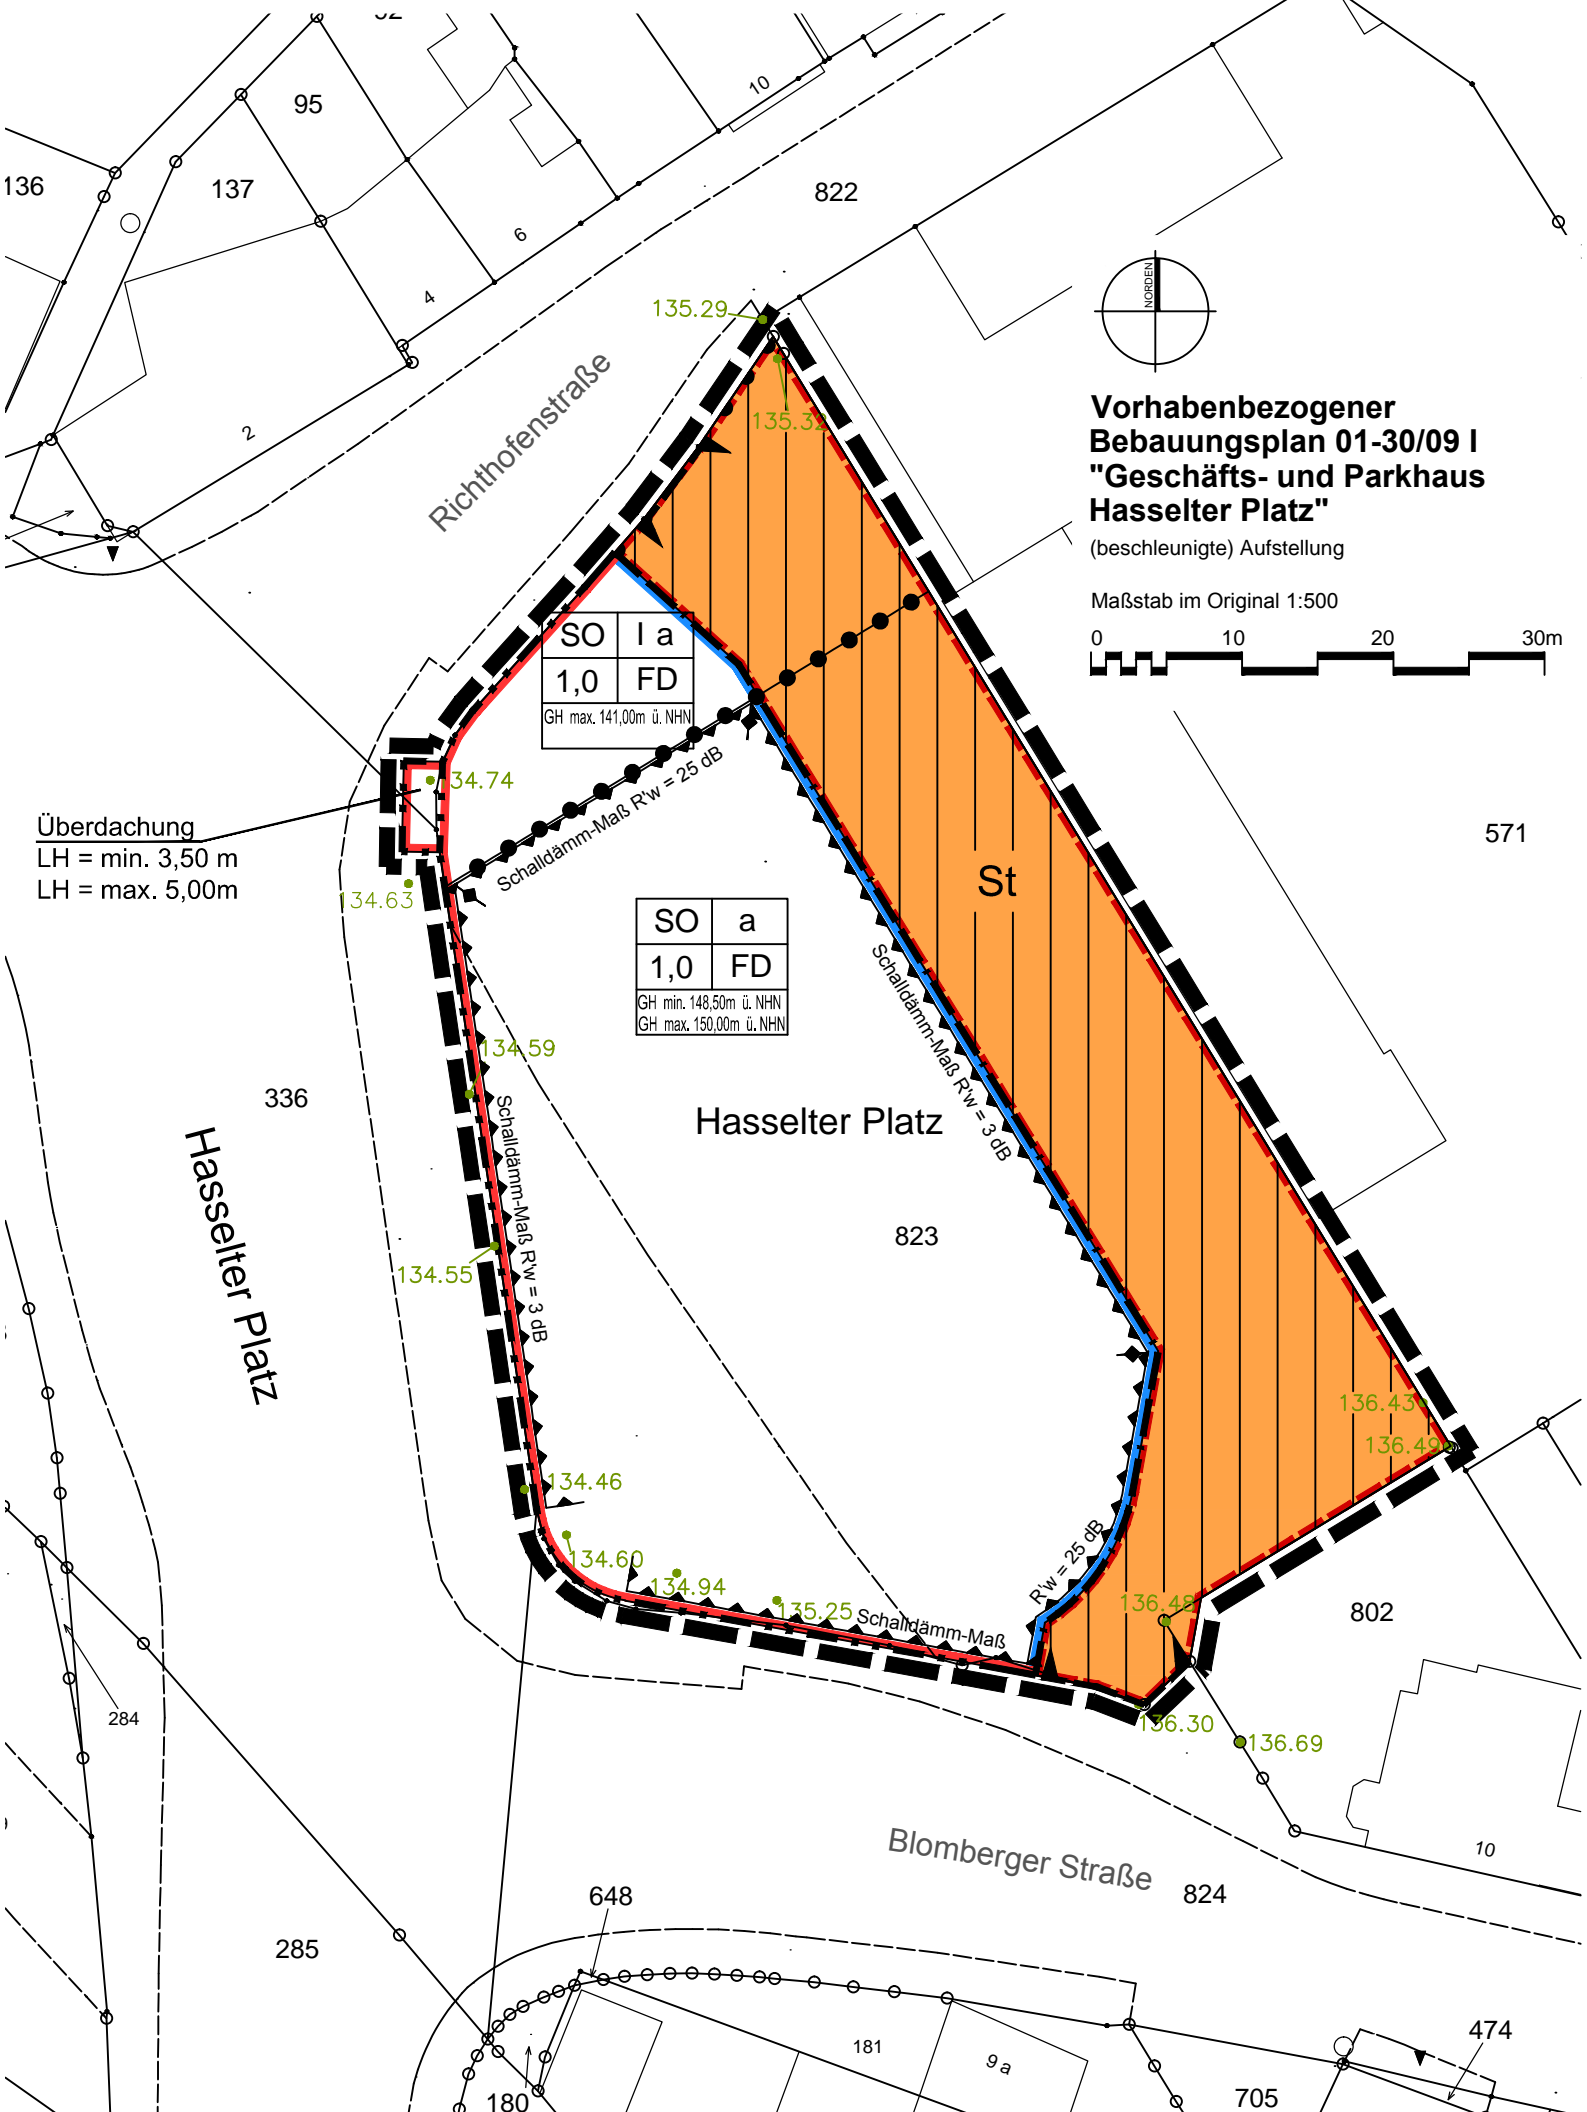 95
10
136
137
822
6
4
2
135.29
135.32
NORDEN
Richthofenstraße
Vorhabenbezogener
Bebauungsplan 01-30/09 I
"Geschäfts- und Parkhaus
Hasselter Platz"
(beschleunigte) Aufstellung
Maßstab im Original 1:500
0 10 20 30m
SO I a
1,0 FD
GH max. 141,00m ü. NHN
34.74
Schalldämm-Maß R'w = 25 dB
Überdachung
LH = min. 3,50 m
LH = max. 5,00m
134.63
571
St
SO a
1,0 FD
GH min. 148,50m ü. NHN
GH max. 150,00m ü. NHN
Schalldämm-Maß R'w = 3 dB
134.59
336
Hasselter Platz
Schalldämm-Maß R'w = 3 dB
Hasselter Platz
823
134.55
136.43
136.49
134.46
134.60
134.94
135.25
Schalldämm-Maß
R'w = 25 dB
136.48
802
284
136.30
136.69
Blomberger Straße
10
648
824
285
474
181
9 a
180
705